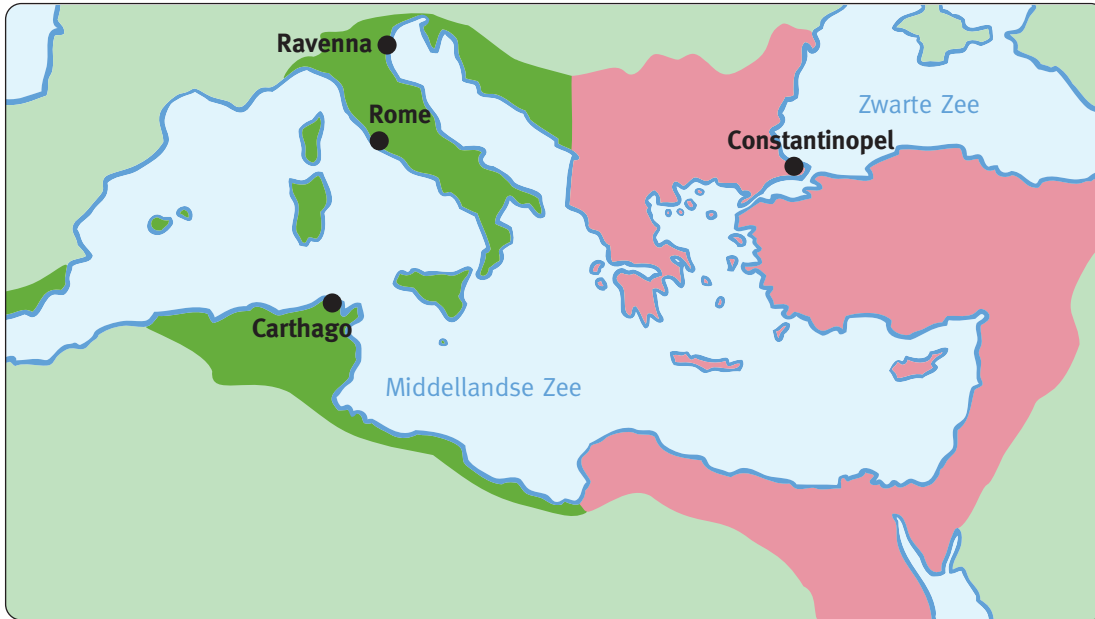 Ravenna
Rome
Zwarte Zee
Constantinopel
Carthago
Middellandse Zee